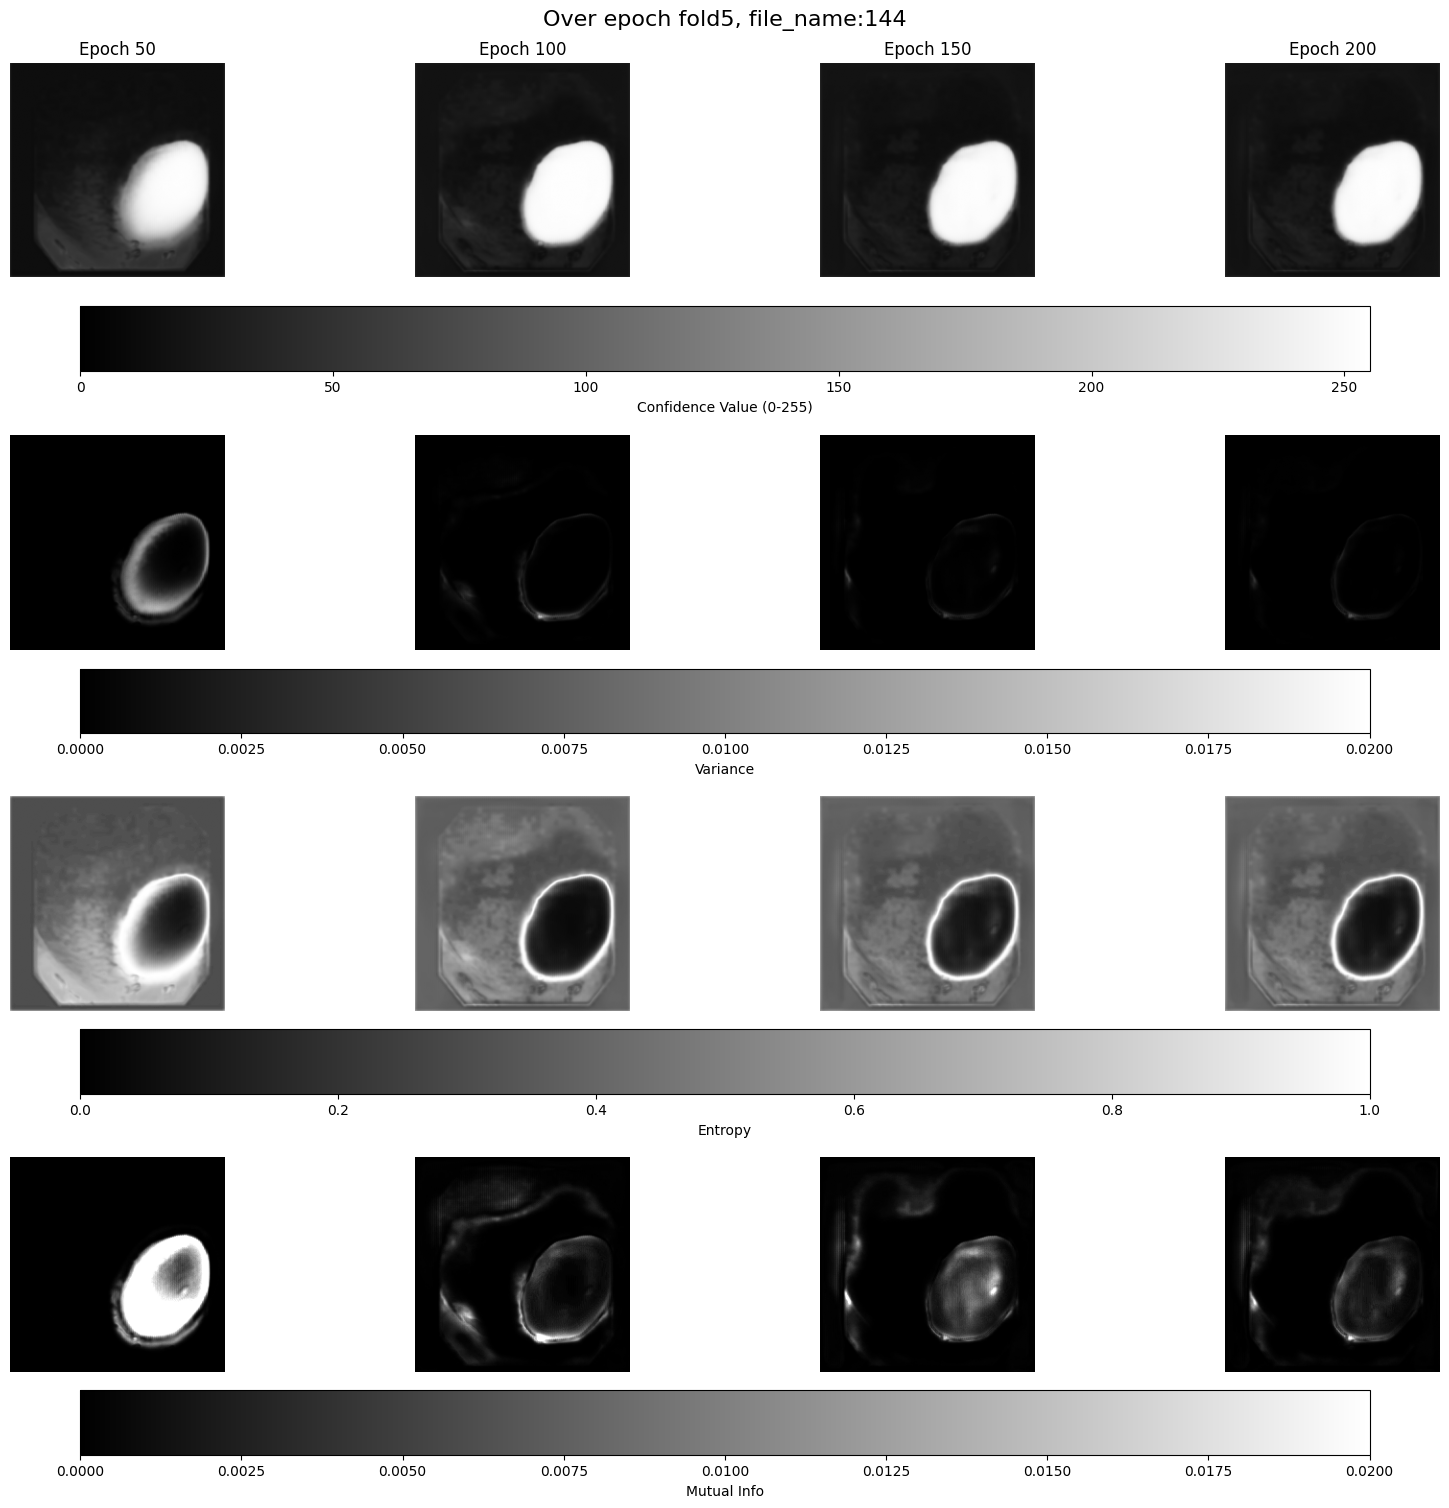 Over epoch fold5, file_name:144
Epoch 50 Epoch 100 Epoch 150 Epoch 200
0 50 100 150 200 250
Confidence Value (0-255)
0.0000 0.0025 0.0050 0.0075 0.0100 0.0125 0.0150 0.0175 0.0200
Variance
0.0 0.2 0.4 0.6 0.8 1.0
Entropy
0.0000 0.0025 0.0050 0.0075 0.0100 0.0125 0.0150 0.0175 0.0200
Mutual Info